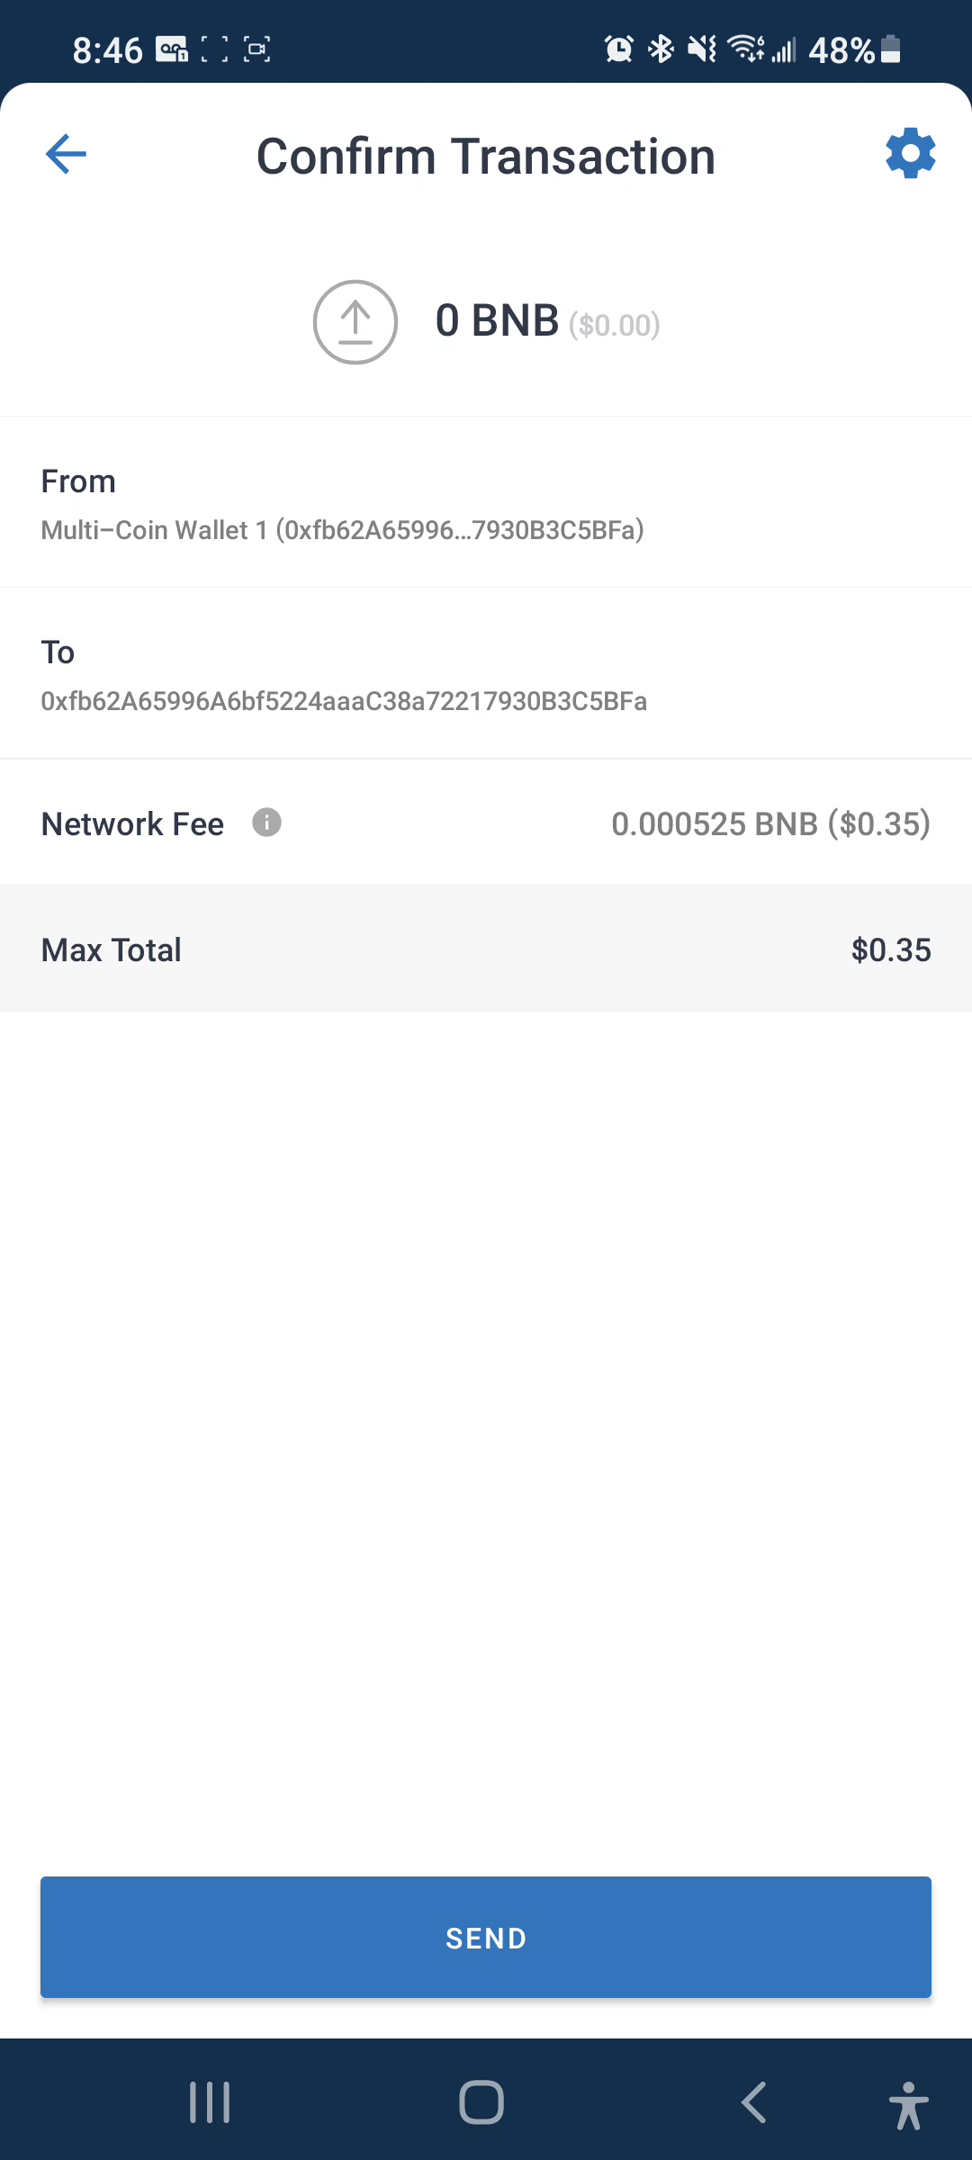 8:46
48%
Confirm Transaction
0 BNB ($0.00)
From
Multi-Coin Wallet 1 (0xfb62A65996...7930B3C5BFa)
To
0xfb62A65996A6bf5224aaaC38a72217930B3C5BFa
Network Fee
0.000525 BNB ($0.35)
Max Total
$0.35
SEND